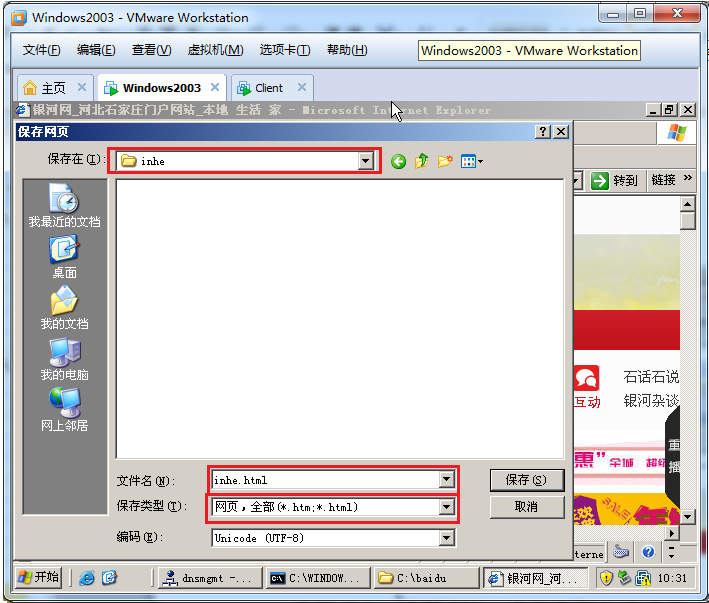 Windows2003 - VMware Workstation
文件(F) 编辑(E) 查看(V) 虚拟机(M) 选项卡(T) 帮助(H)
Windows2003 - VMware Workstation
主页 Windows2003 Client
银河网_河北石家庄门户网站_本地 生活 家 - Microsoft Internet Explorer
保存网页
保存在(I): inhe
转到 链接 »
我最近的文档
桌面
我的文档
我的电脑
网上邻居
石话石说
互动 银河杂谈
重
播
惠" 全城 超级
SALE
文件名(N): inhe.html 保存(S)
保存类型(T): 网页，全部(*.htm;*.html) 取消
编码(E): Unicode (UTF-8)
terne
开始 dnsmgmt -... C:\WINDOW... C:\baidu 银河网_河... 10:31